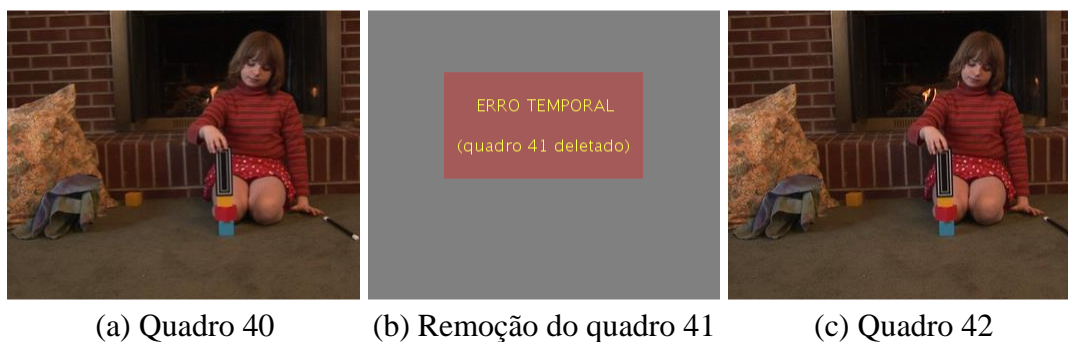 ERRO TEMPORAL
(quadro 41 deletado)
(a) Quadro 40
(b) Remoção do quadro 41
(c) Quadro 42